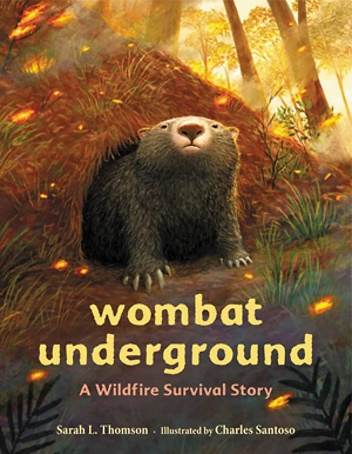 wombat
underground
A Wildfire Survival Story
Sarah L. Thomson · Illustrated by Charles Santoso